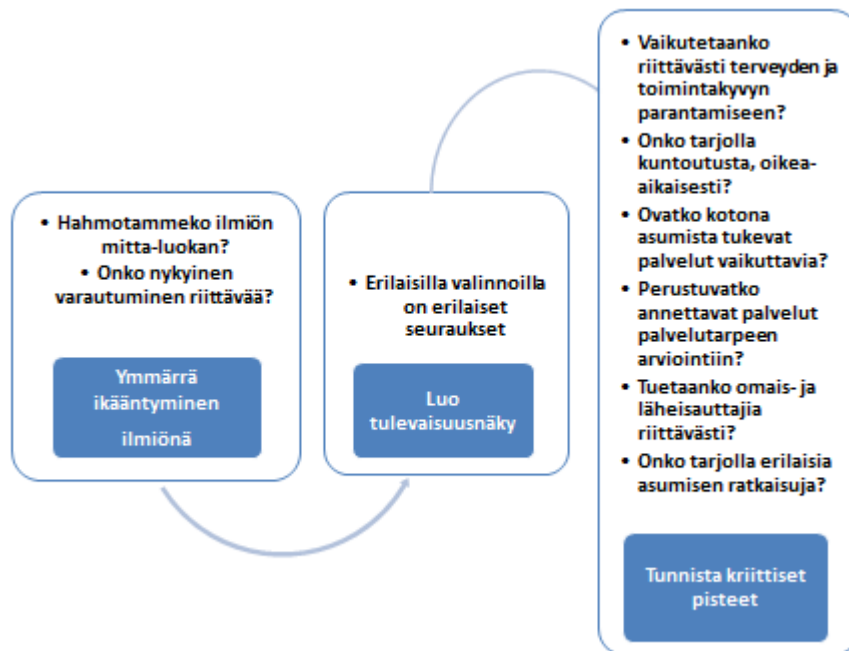 • Hahmotammeko ilmiön
mitta-luokan?
• Onko nykyinen
varautuminen riittävää?
Ymmärrä
ikääntyminen
ilmiönä
• Erilaisilla valinnoilla
on erilaiset
seuraukset
Luo
tulevaisuusnäky
• Vaikutetaanko
riittävästi terveyden ja
toimintakyvyn
parantamiseen?
• Onko tarjolla
kuntoutusta, oikea-
aikaisesti?
• Ovatko kotona
asumista tukevat
palvelut vaikuttavia?
• Perustuvatko
annettavat palvelut
palvelutarpeen
arviointiin?
• Tuetaanko omais- ja
läheisauttajia
riittävästi?
• Onko tarjolla erilaisia
asumisen ratkaisuja?
Tunnista kriittiset
pisteet